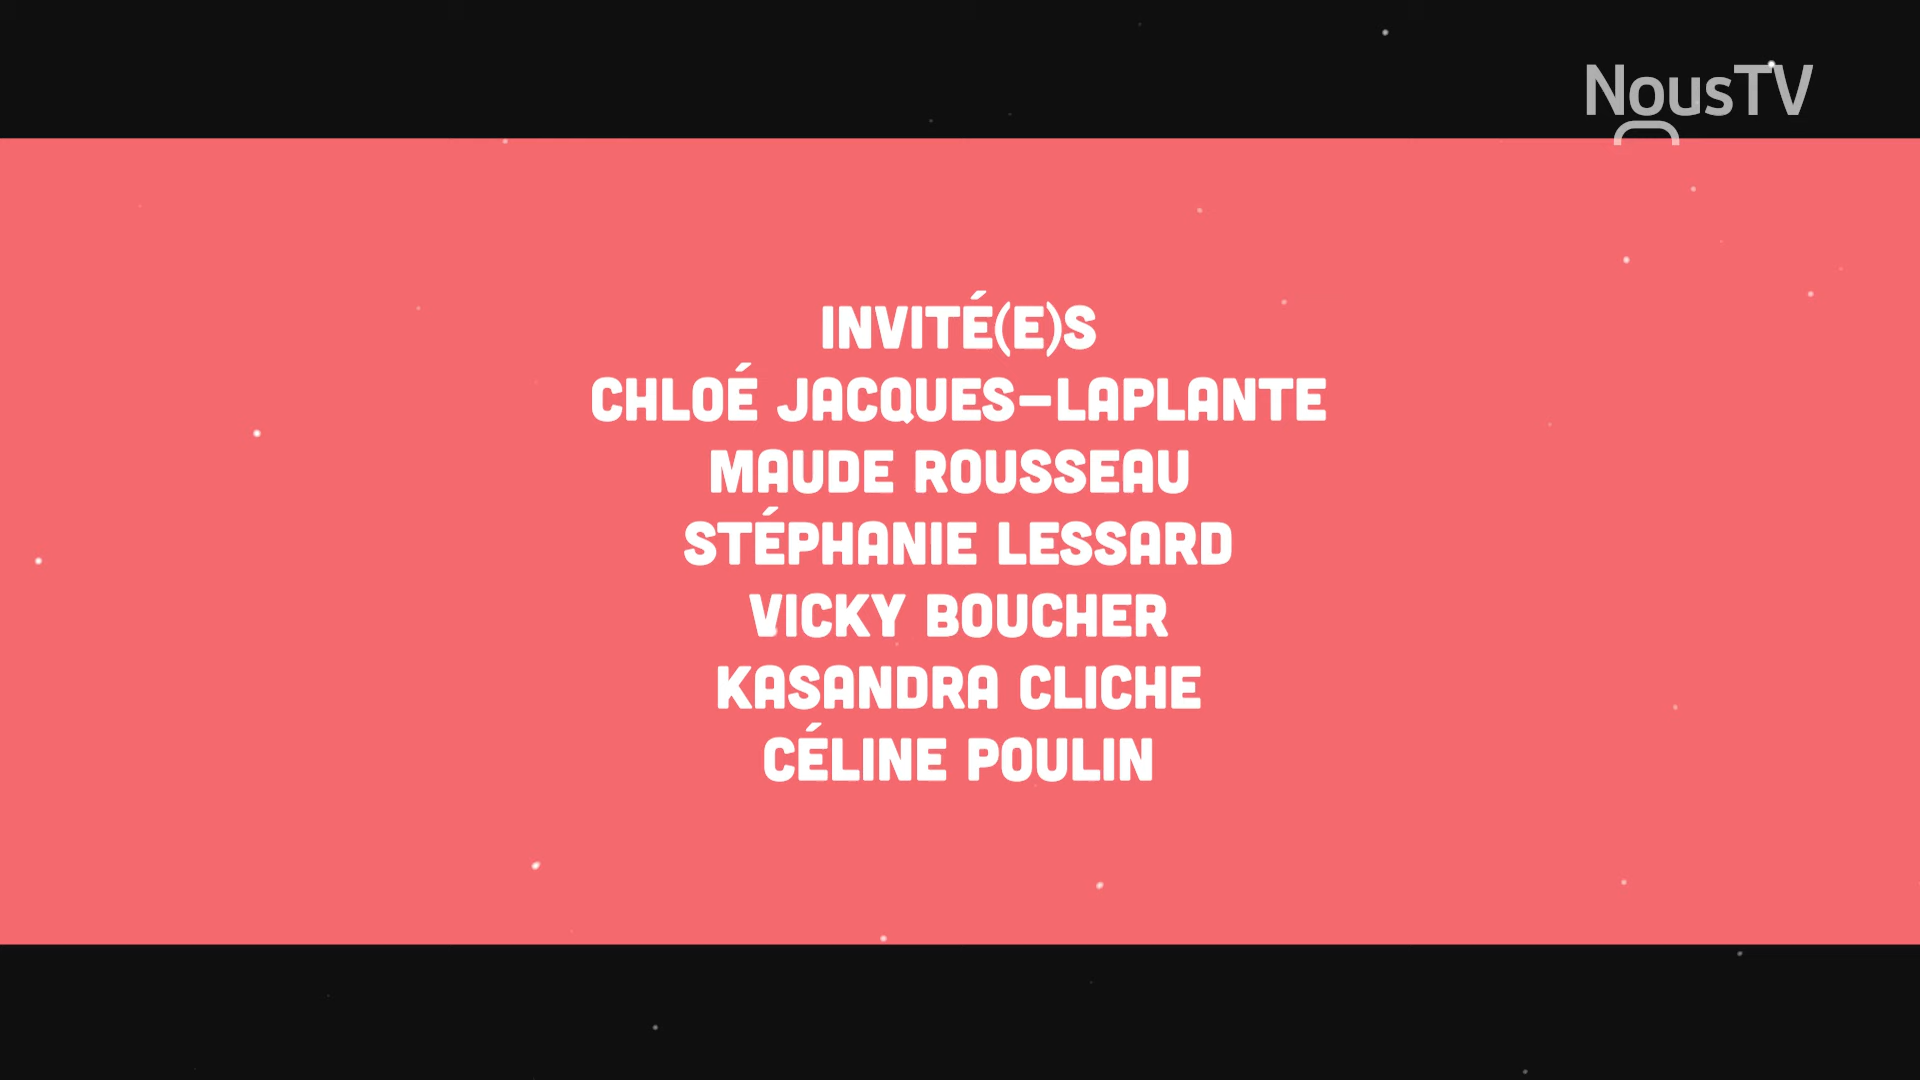 NousTV
INVITÉ(E)S
CHLOÉ JACQUES-LAPLANTE
MAUDE ROUSSEAU
STÉPHANIE LESSARD
VICKY BOUCHER
KASANDRA CLICHE
CÉLINE POULIN